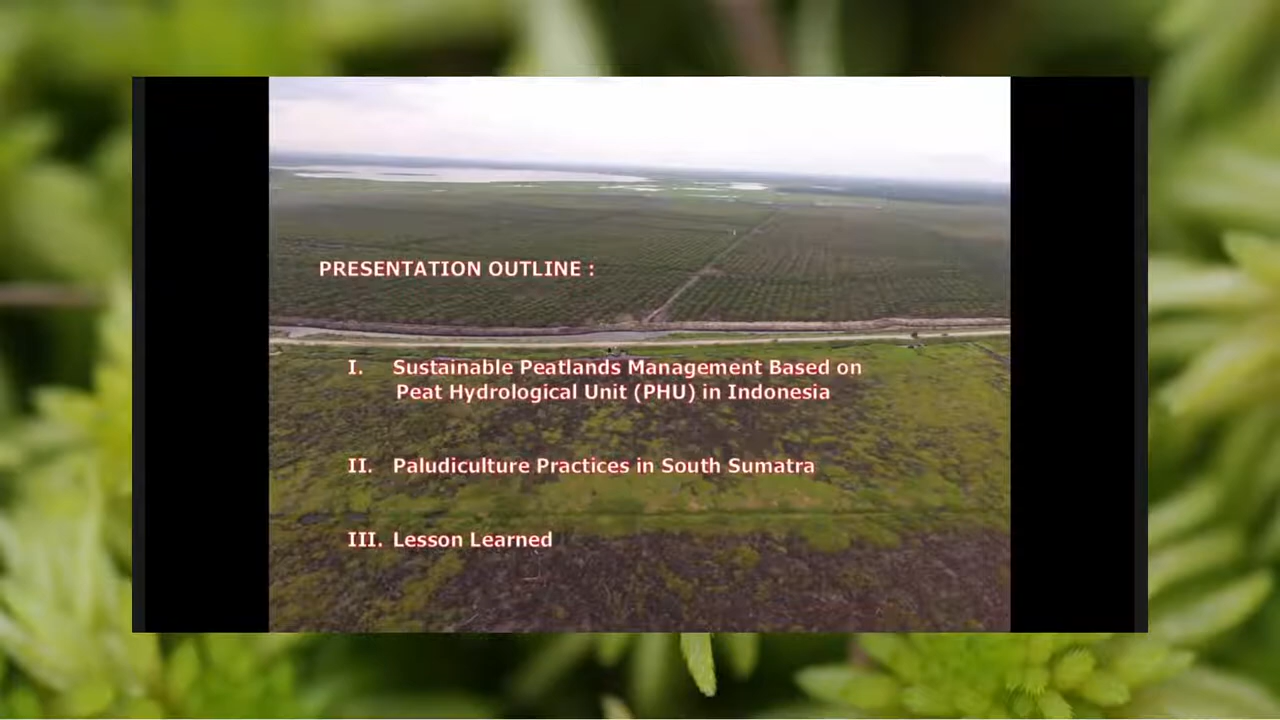 PRESENTATION OUTLINE :
I. Sustainable Peatlands Management Based on
Peat Hydrological Unit (PHU) in Indonesia
II. Paludiculture Practices in South Sumatra
III. Lesson Learned